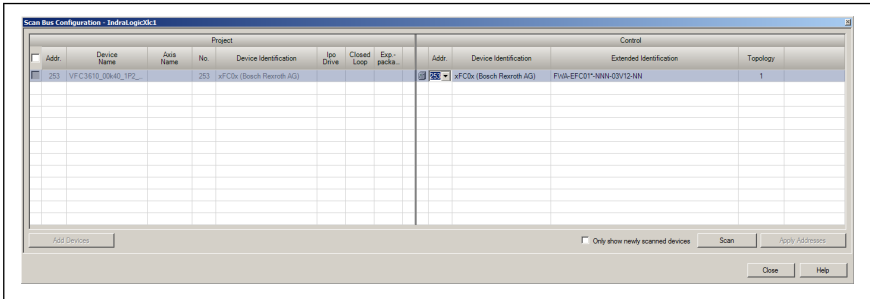 Scan Bus Configuration - IndraLogicXlc1
Project Control
Addr. Device Name Axis Name No. Device Identification Ipo Drive Closed Loop Exp.-packa... Addr. Device Identification Extended Identification Topology
253 VFC3610_00k40_1P2_... 253 xFC0x (Bosch Rexroth AG) 253 xFC0x (Bosch Rexroth AG) FWA-EFC01*-NNN-03V12-NN 1
Add Devices Only show newly scanned devices Scan Apply Addresses
Close Help